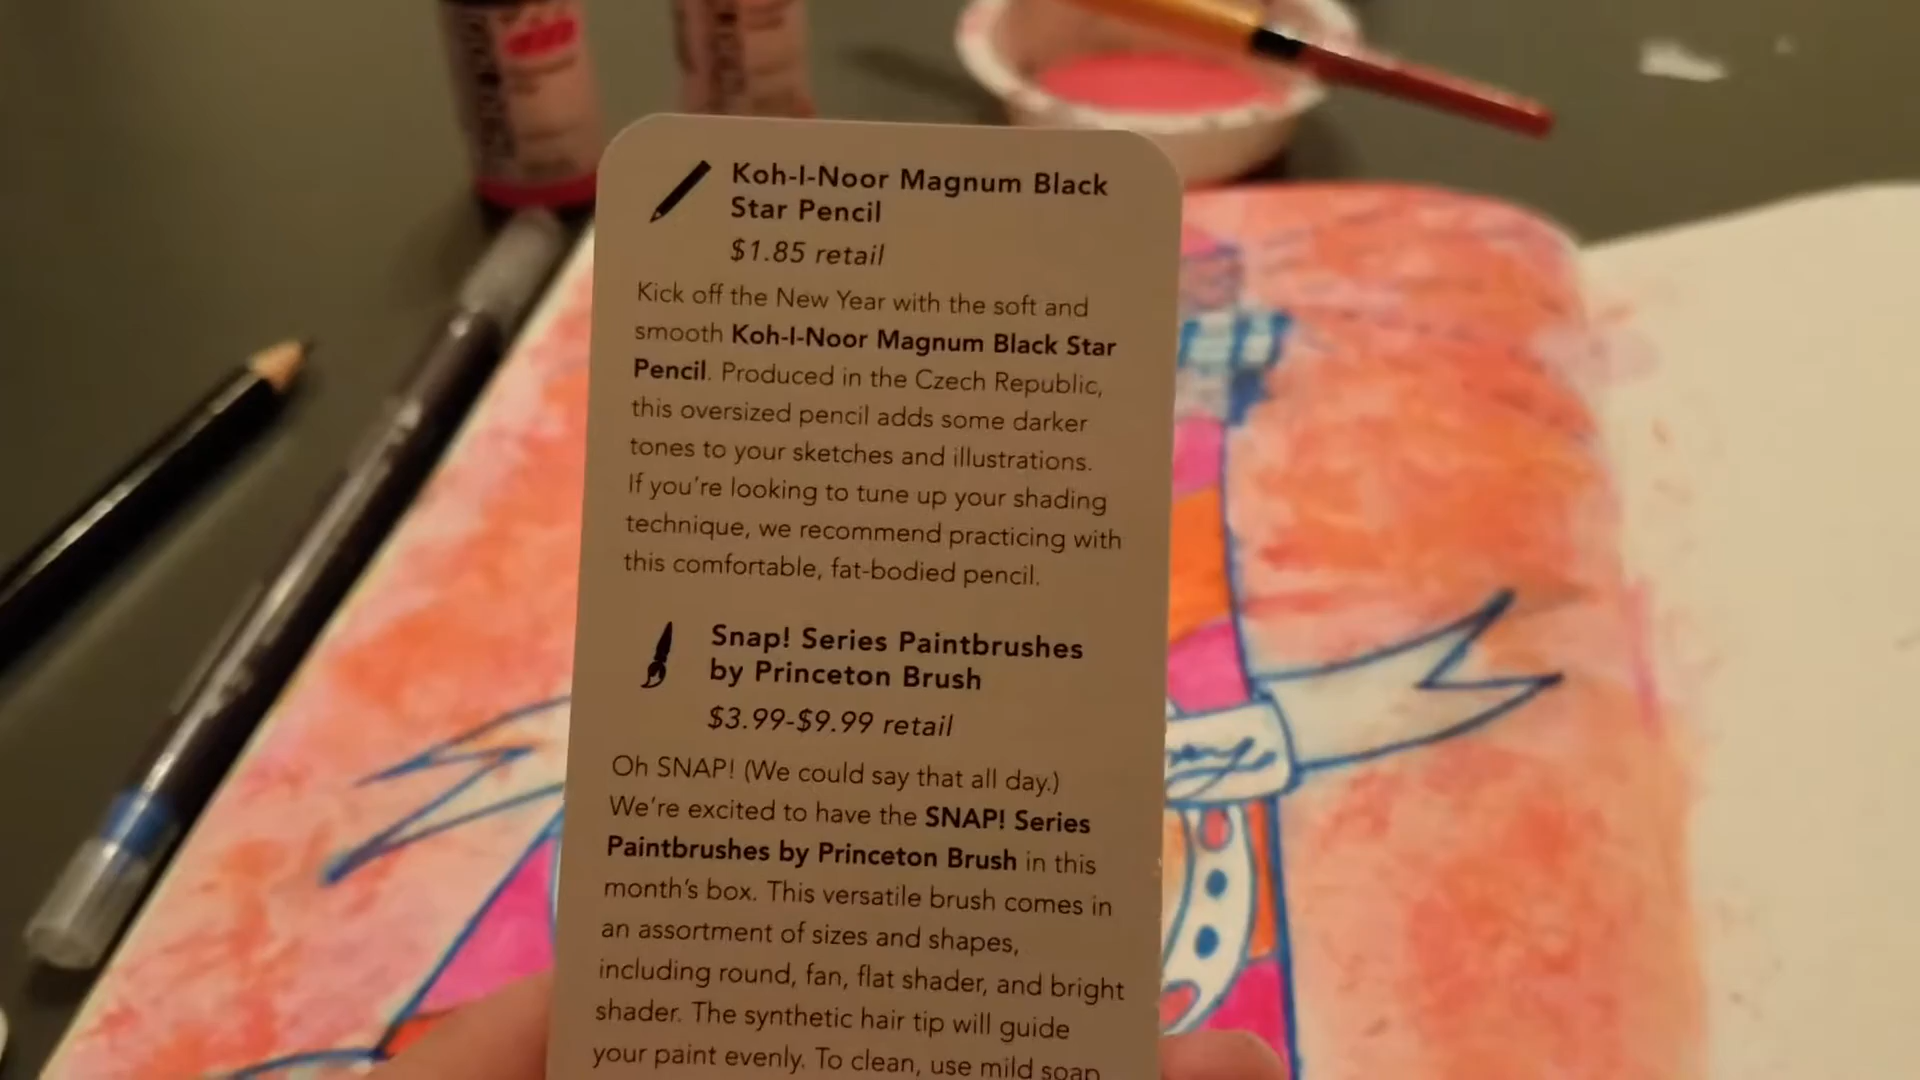 Koh-I-Noor Magnum Black
Star Pencil
$1.85 retail
Kick off the New Year with the soft and
smooth Koh-I-Noor Magnum Black Star
Pencil. Produced in the Czech Republic,
this oversized pencil adds some darker
tones to your sketches and illustrations.
If you're looking to tune up your shading
technique, we recommend practicing with
this comfortable, fat-bodied pencil.
Snap! Series Paintbrushes
by Princeton Brush
$3.99-$9.99 retail
Oh SNAP! (We could say that all day.)
We're excited to have the SNAP! Series
Paintbrushes by Princeton Brush in this
month's box. This versatile brush comes in
an assortment of sizes and shapes,
including round, fan, flat shader, and bright
shader. The synthetic hair tip will guide
your paint evenly. To clean, use mild soap